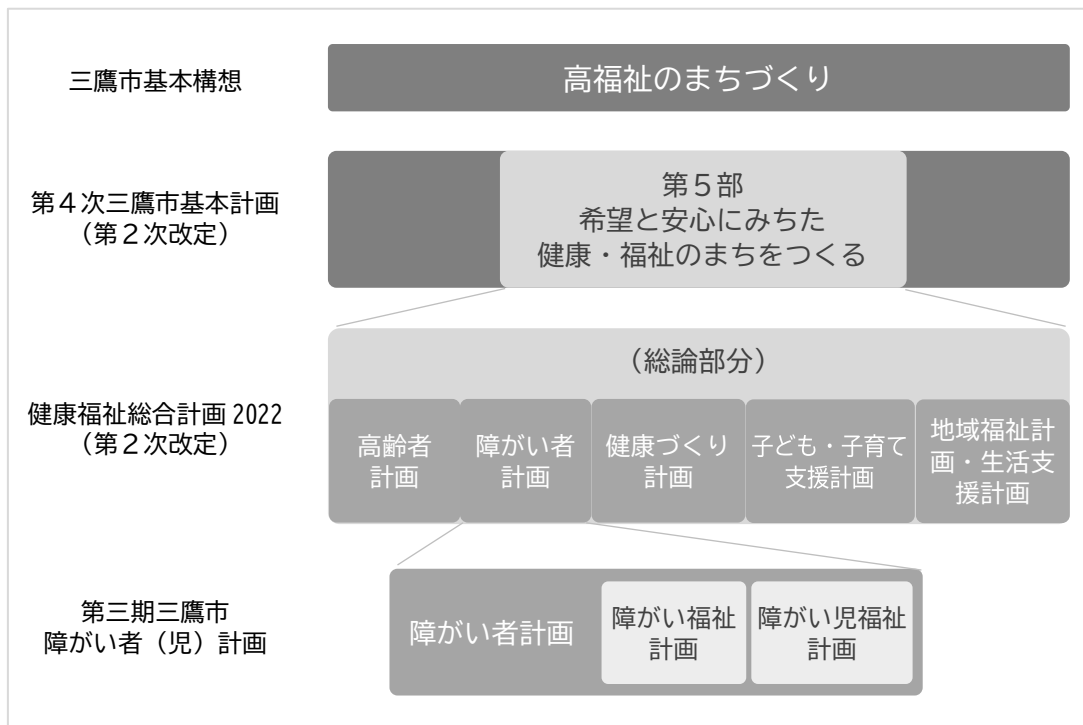 三鷹市基本構想
高福祉のまちづくり
第４次三鷹市基本計画
（第２次改定）
第５部
希望と安心にみちた
健康・福祉のまちをつくる
健康福祉総合計画 2022
（第２次改定）
（総論部分）
高齢者
計画
障がい者
計画
健康づくり
計画
子ども・子育て
支援計画
地域福祉計
画・生活支
援計画
第三期三鷹市
障がい者（児）計画
障がい者計画
障がい福祉
計画
障がい児福祉
計画